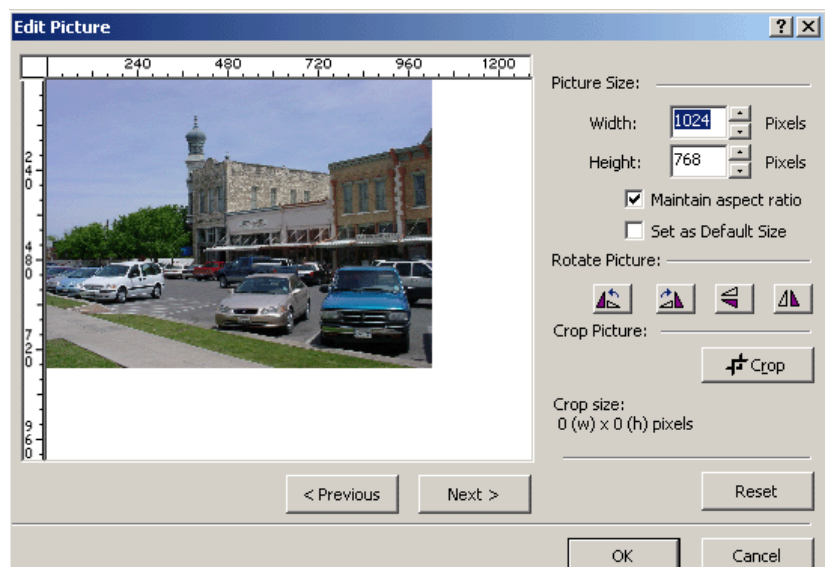 Edit Picture
240 480 720 960 1200
240
480
720
960
Picture Size:
Width: 1024 Pixels
Height: 768 Pixels
Maintain aspect ratio
Set as Default Size
Rotate Picture:
Crop Picture:
Crop
Crop size:
0 (w) x 0 (h) pixels
< Previous Next > Reset
OK Cancel